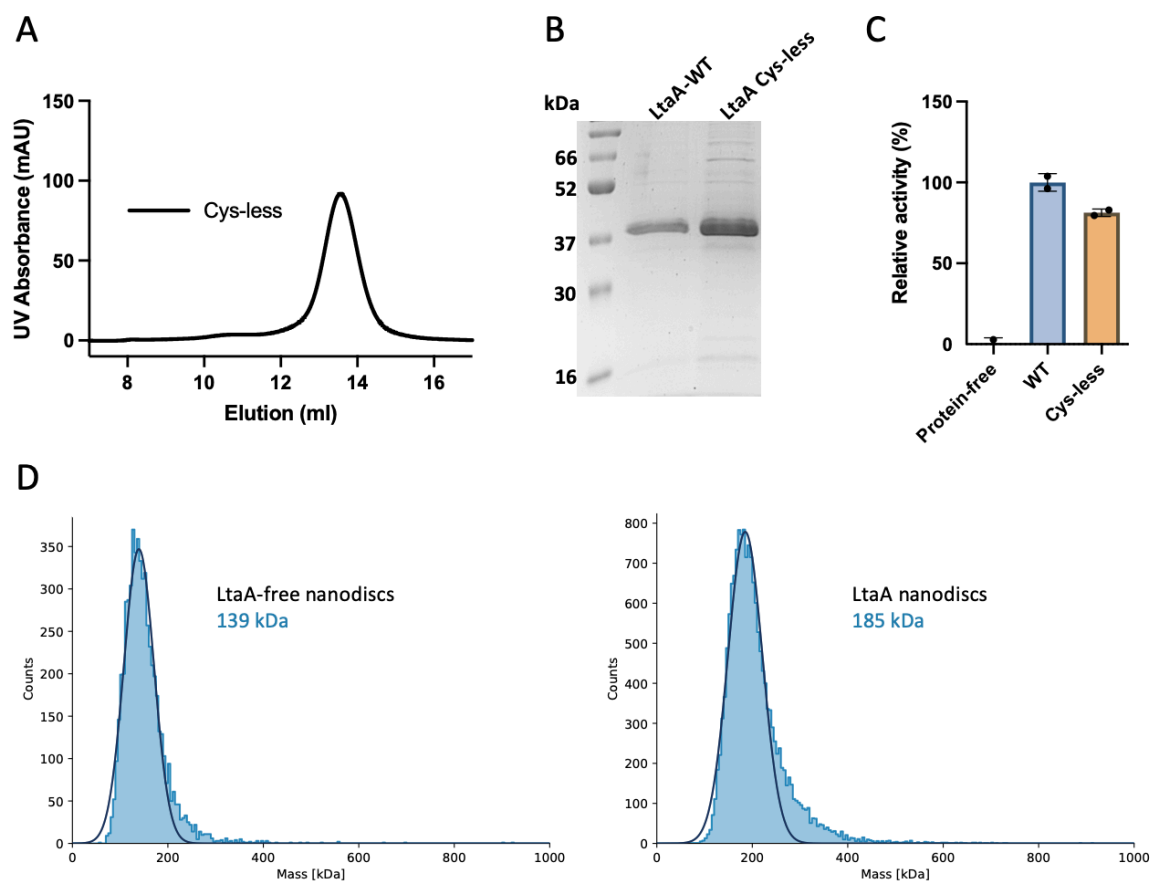 A
UV Absorbance (mAU)
150
100
50
0
Cys-less
8 10 12 14 16
Elution (ml)
B
kDa
LtaA-WT
LtaA Cys-less
66
52
37
30
16
C
Relative activity (%)
150
100
50
0
Protein-free
WT
Cys-less
D
Counts
350
300
250
200
150
100
50
0
LtaA-free nanodiscs
139 kDa
0 200 400 600 800 1000
Mass [kDa]
Counts
800
700
600
500
400
300
200
100
0
LtaA nanodiscs
185 kDa
0 200 400 600 800 1000
Mass [kDa]